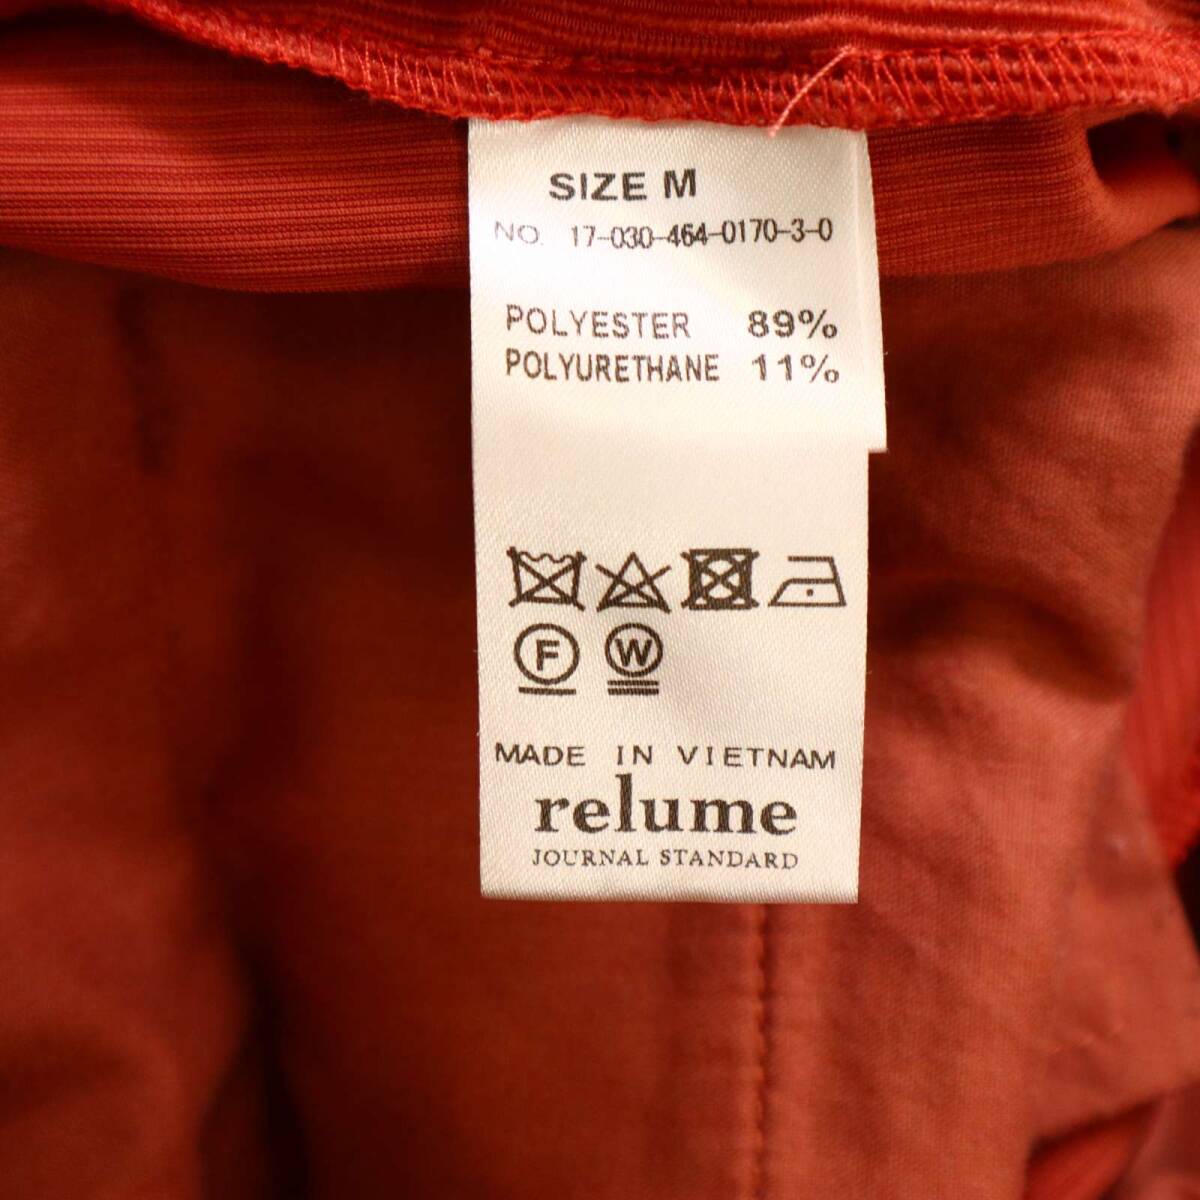 SIZE M
NO. 17-030-464-0170-3-0
POLYESTER 89%
POLYURETHANE 11%
F W
MADE IN VIETNAM
relume
JOURNAL STANDARD